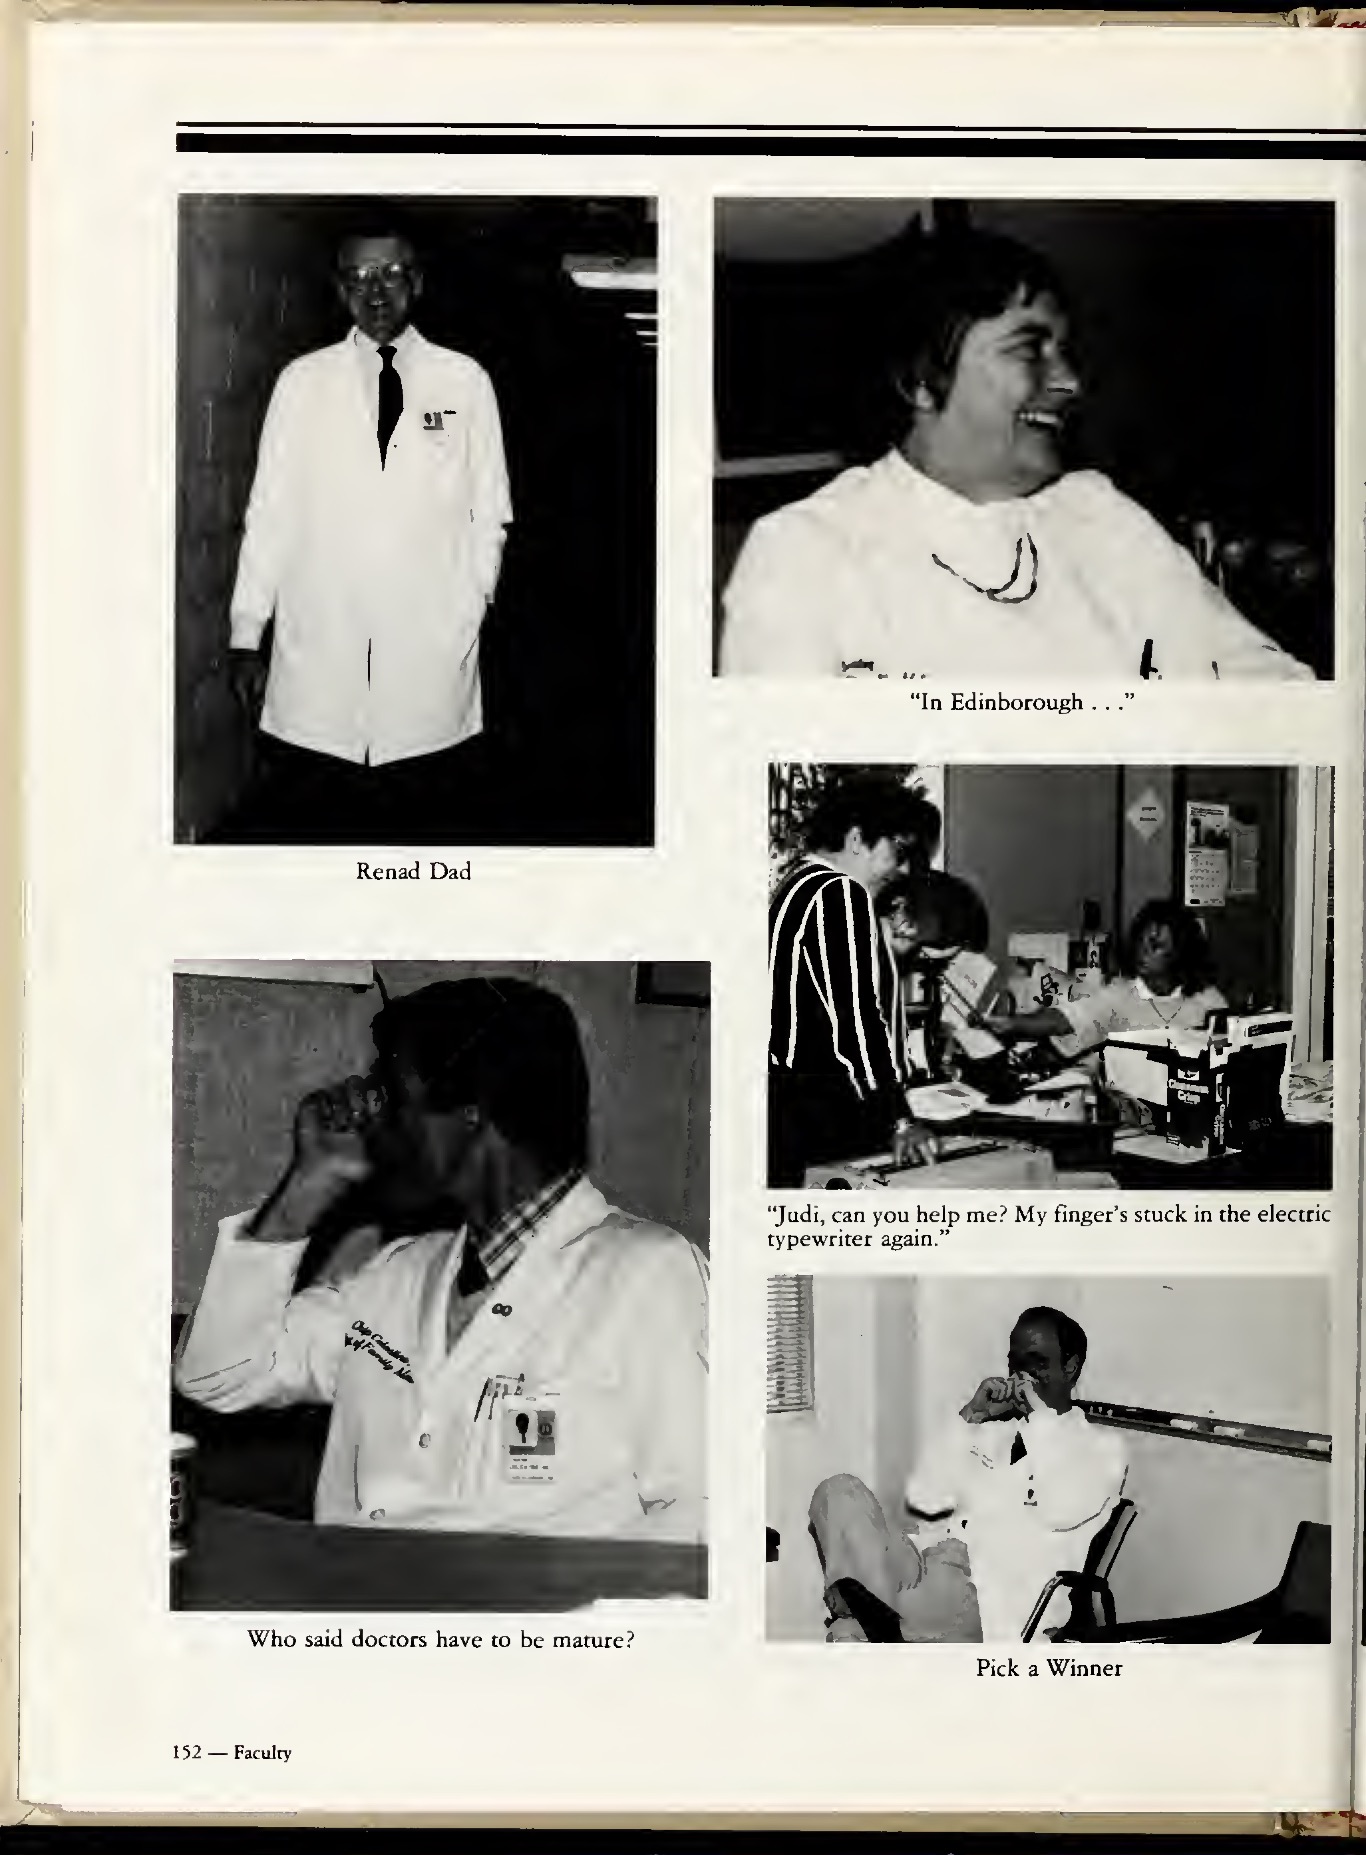 Renad Dad
"In Edinborough . . ."
"Judi, can you help me? My finger's stuck in the electric
typewriter again."
Who said doctors have to be mature?
Pick a Winner
152 — Faculty